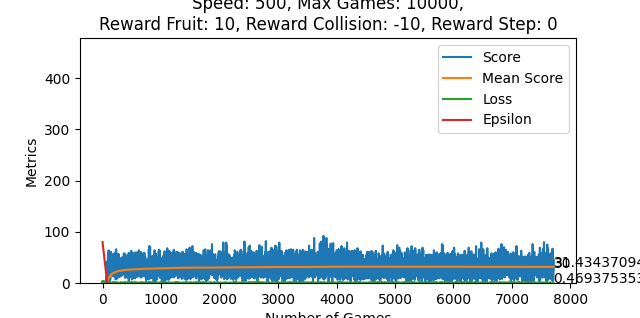 Speed: 500, Max Games: 10000,
Reward Fruit: 10, Reward Collision: -10, Reward Step: 0
Score
Mean Score
Loss
Epsilon
Metrics
400
300
200
100
0
0 1000 2000 3000 4000 5000 6000 7000 8000
0.469375353
Number of Games